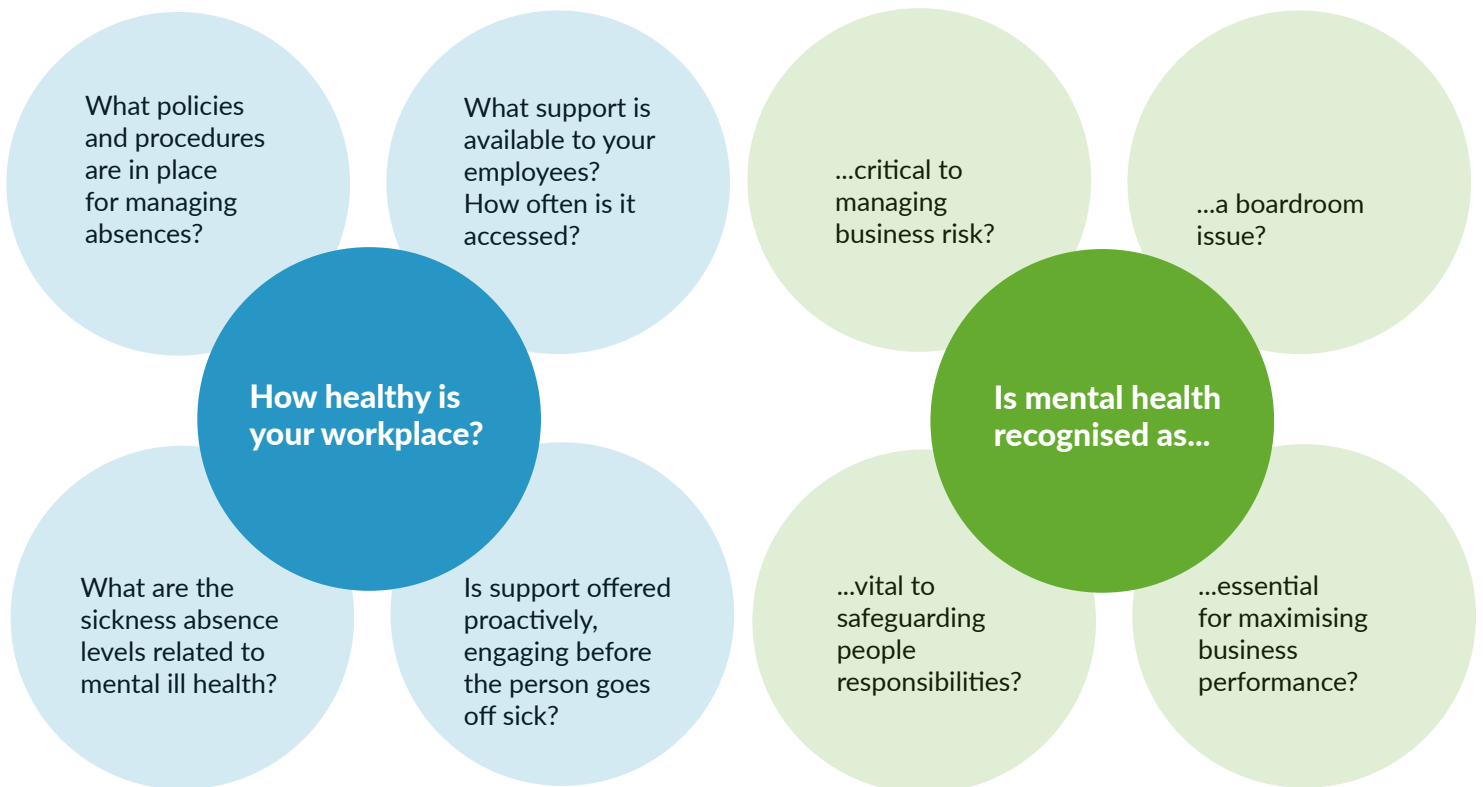 What policies
and procedures
are in place
for managing
absences?
What support is
available to your
employees?
How often is it
accessed?
How healthy is
your workplace?
What are the
sickness absence
levels related to
mental ill health?
Is support offered
proactively,
engaging before
the person goes
off sick?
...critical to
managing
business risk?
...a boardroom
issue?
Is mental health
recognised as...
...vital to
safeguarding
people
responsibilities?
...essential
for maximising
business
performance?